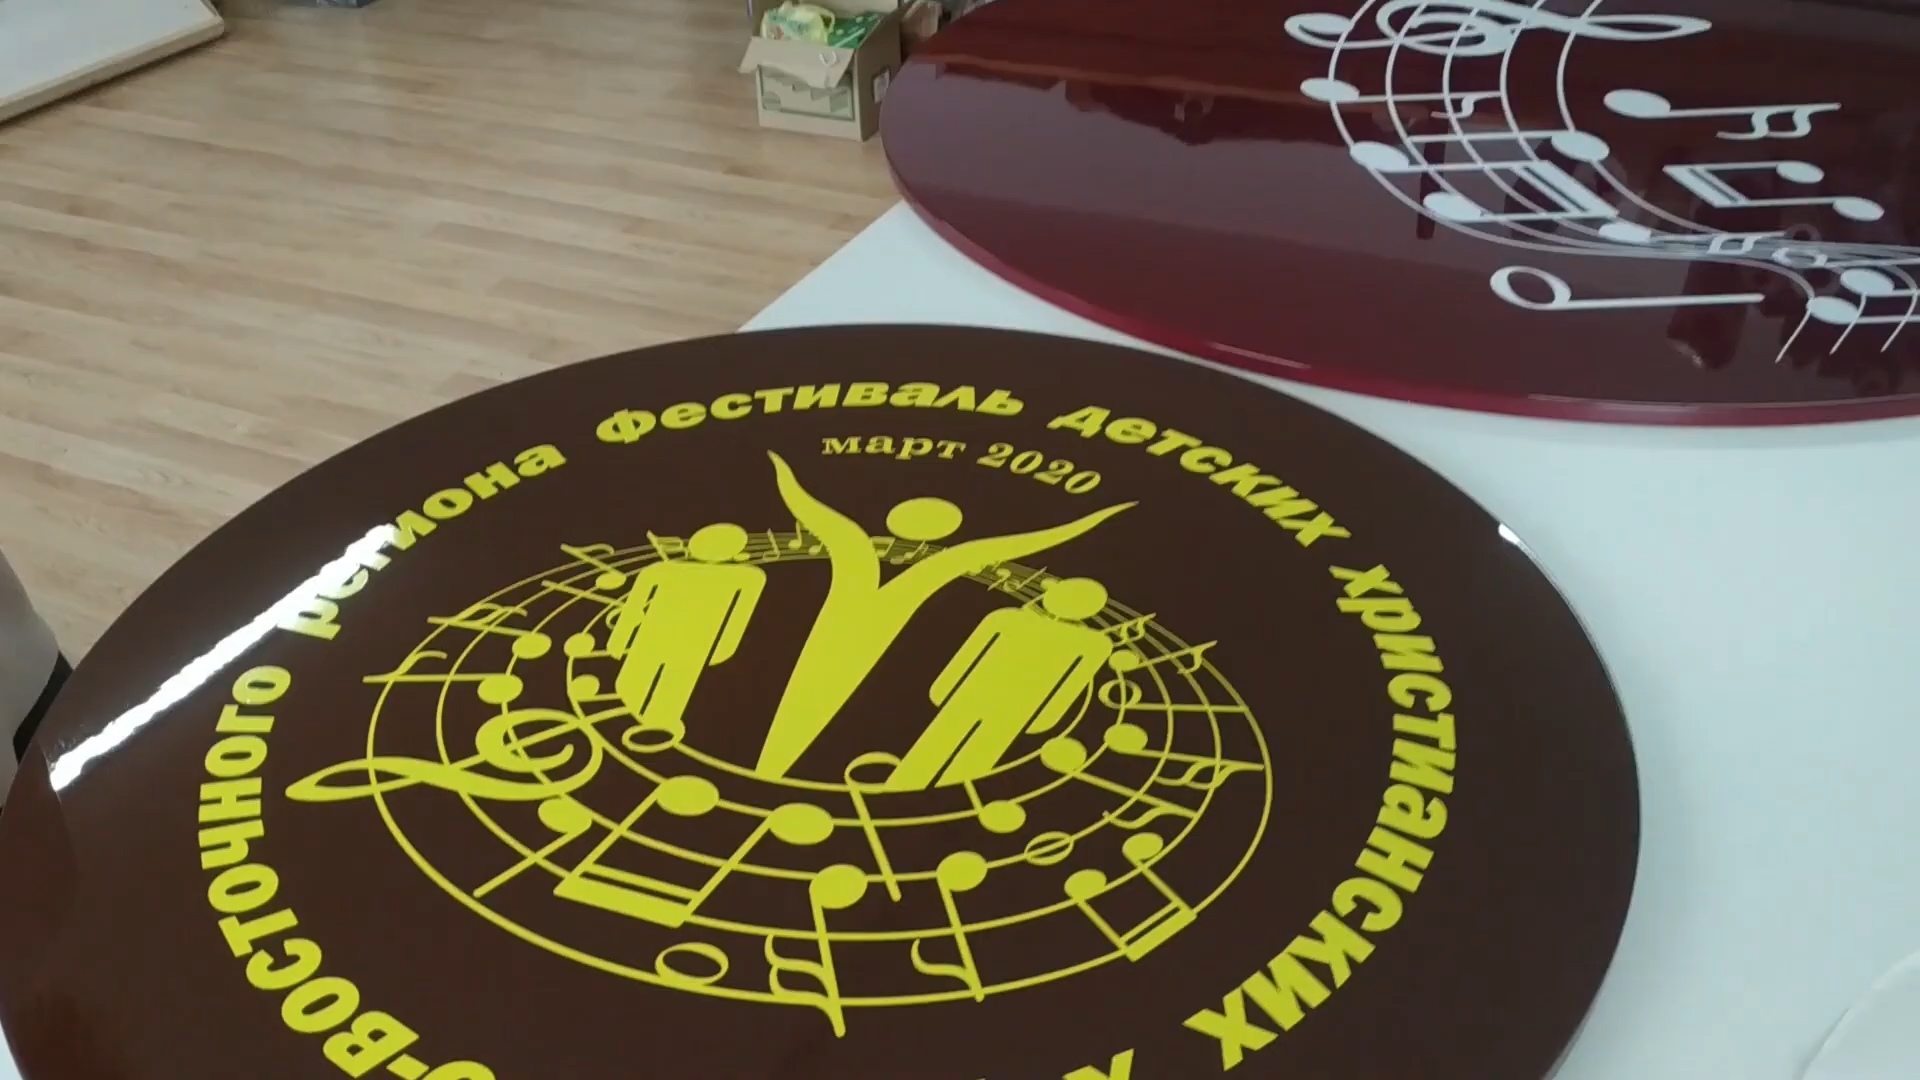 Фестиваль детских христианских х
о-Восточного региона
март 2020